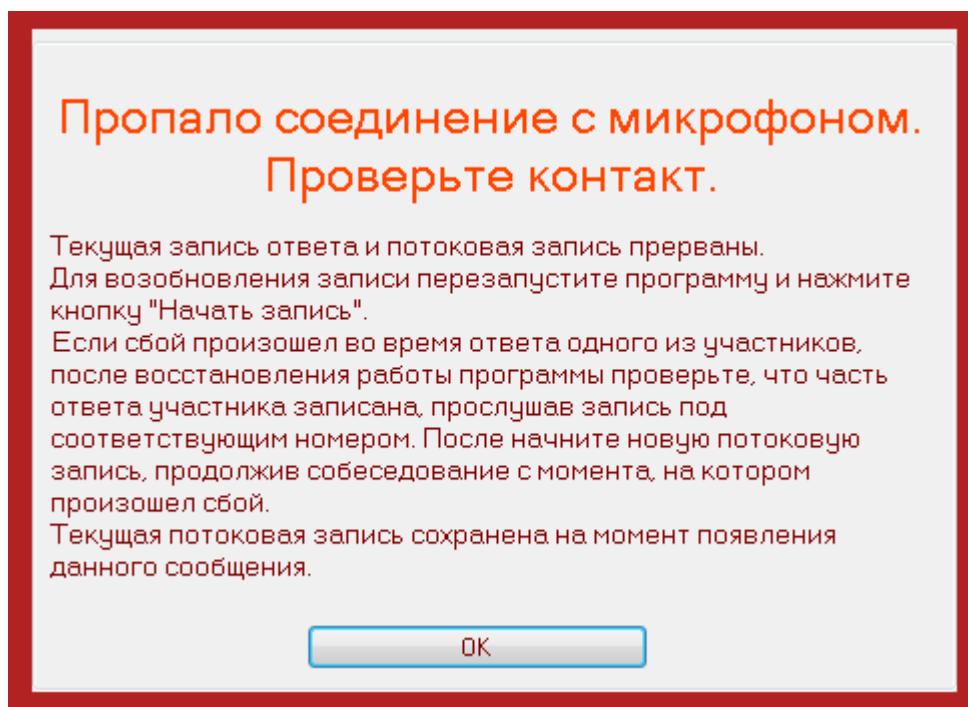 Пропало соединение с микрофоном.
Проверьте контакт.
Текущая запись ответа и потоковая запись прерваны.
Для возобновления записи перезапустите программу и нажмите
кнопку "Начать запись".
Если сбой произошел во время ответа одного из участников,
после восстановления работы программы проверьте, что часть
ответа участника записана, прослушав запись под
соответствующим номером. После начните новую потоковую
запись, продолжив собеседование с момента, на котором
произошел сбой.
Текущая потоковая запись сохранена на момент появления
данного сообщения.
OK